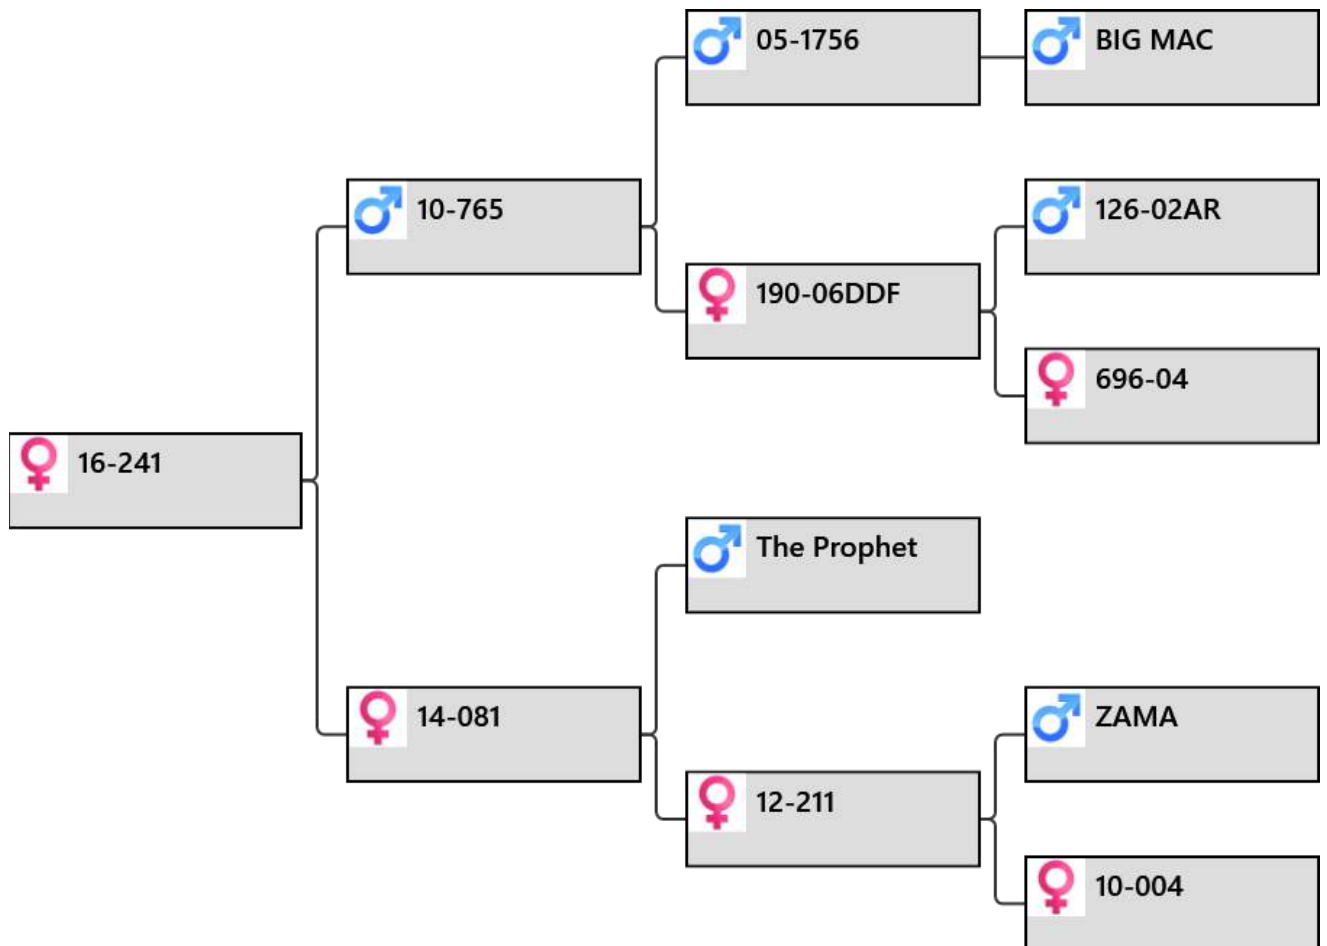 05-1756
BIG MAC
10-765
126-02AR
190-06DDF
696-04
16-241
The Prophet
14-081
ZAMA
12-211
10-004